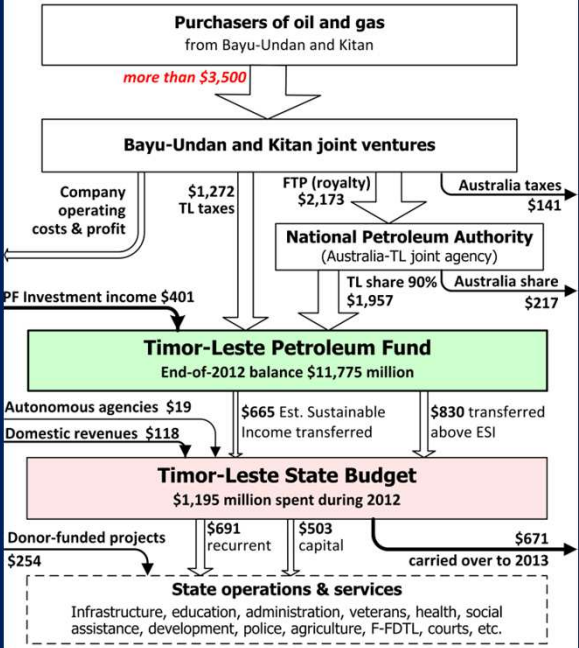 Purchasers of oil and gas
from Bayu-Undan and Kitan
more than $3,500
Bayu-Undan and Kitan joint ventures
Company
operating
costs & profit
$1,272
TL taxes
FTP (royalty)
$2,173
Australia taxes
$141
National Petroleum Authority
(Australia-TL joint agency)
TL share 90%
$1,957
Australia share
$217
PF Investment income $401
Timor-Leste Petroleum Fund
End-of-2012 balance $11,775 million
Autonomous agencies $19
Domestic revenues $118
$665 Est. Sustainable
Income transferred
$830 transferred
above ESI
Timor-Leste State Budget
$1,195 million spent during 2012
Donor-funded projects
$254
$691
recurrent
$503
capital
$671
carried over to 2013
State operations & services
Infrastructure, education, administration, veterans, health, social
assistance, development, police, agriculture, F-FDTL, courts, etc.